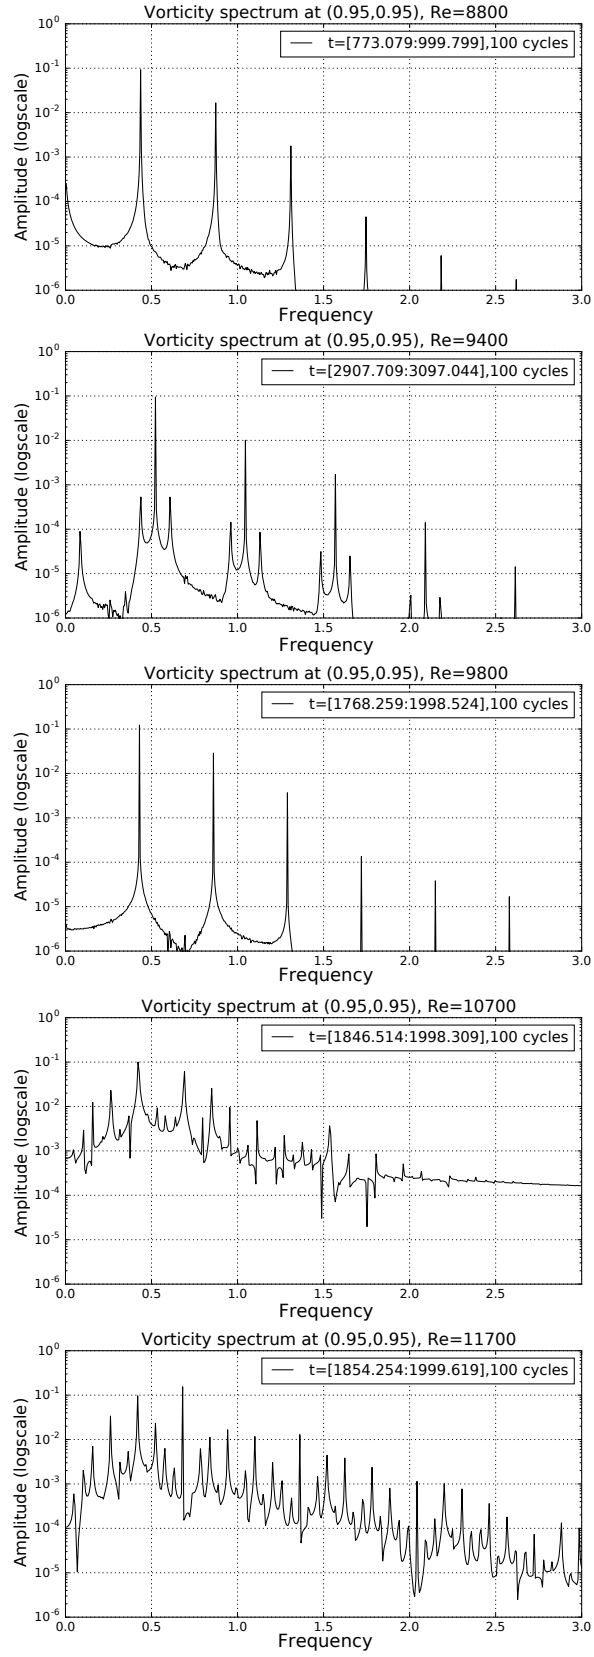 Vorticity spectrum at (0.95,0.95), Re=8800
t=[773.079:999.799],100 cycles
Amplitude (logscale)
10^0
10^-1
10^-2
10^-3
10^-4
10^-5
10^-6
0.0 0.5 1.0 1.5 2.0 2.5 3.0
Frequency
Vorticity spectrum at (0.95,0.95), Re=9400
t=[2907.709:3097.044],100 cycles
Amplitude (logscale)
10^0
10^-1
10^-2
10^-3
10^-4
10^-5
10^-6
0.0 0.5 1.0 1.5 2.0 2.5 3.0
Frequency
Vorticity spectrum at (0.95,0.95), Re=9800
t=[1768.259:1998.524],100 cycles
Amplitude (logscale)
10^0
10^-1
10^-2
10^-3
10^-4
10^-5
10^-6
0.0 0.5 1.0 1.5 2.0 2.5 3.0
Frequency
Vorticity spectrum at (0.95,0.95), Re=10700
t=[1846.514:1998.309],100 cycles
Amplitude (logscale)
10^0
10^-1
10^-2
10^-3
10^-4
10^-5
10^-6
0.0 0.5 1.0 1.5 2.0 2.5 3.0
Frequency
Vorticity spectrum at (0.95,0.95), Re=11700
t=[1854.254:1999.619],100 cycles
Amplitude (logscale)
10^0
10^-1
10^-2
10^-3
10^-4
10^-5
10^-6
0.0 0.5 1.0 1.5 2.0 2.5 3.0
Frequency